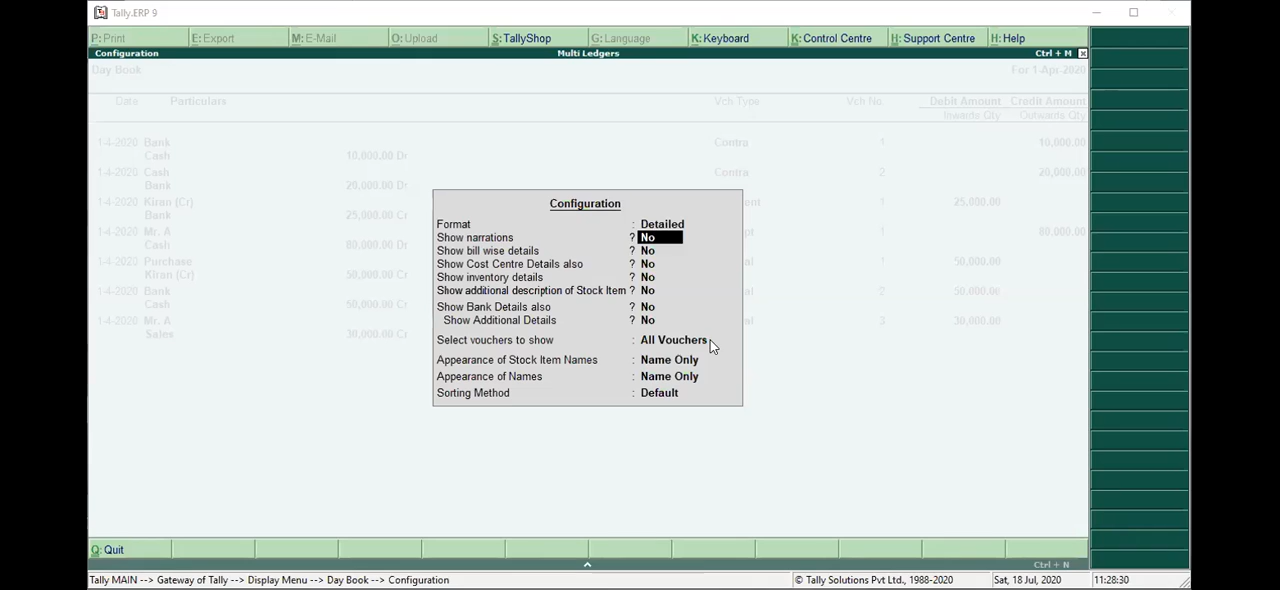 Tally.ERP 9
P: Print E: Export M: E-Mail O: Upload S: TallyShop G: Language K: Keyboard K: Control Centre H: Support Centre H: Help
Configuration Multi Ledgers Ctrl + M
Day Book For 1-Apr-2020
Date Particulars Vch Type Vch No. Debit Amount Credit Amount
Inwards Qty Outwards Qty
1-4-2020 Bank Contra 1 10,000.00
Cash 10,000.00 Dr
1-4-2020 Cash Contra 2 20,000.00
Bank 20,000.00 Dr
1-4-2020 Kiran (Cr) 1 25,000.00
Bank 25,000.00 Cr
1-4-2020 Mr. A 1 80,000.00
Cash 80,000.00 Cr
1-4-2020 Purchase 1 50,000.00
Kiran (Cr) 50,000.00 Cr
1-4-2020 Bank 2 50,000.00
Cash 50,000.00 Cr
1-4-2020 Mr. A 3 30,000.00
Sales 30,000.00 Cr
Configuration
Format : Detailed
Show narrations ? No
Show bill wise details ? No
Show Cost Centre Details also ? No
Show inventory details ? No
Show additional description of Stock Item ? No
Show Bank Details also ? No
Show Additional Details ? No
Select vouchers to show : All Vouchers
Appearance of Stock Item Names : Name Only
Appearance of Names : Name Only
Sorting Method : Default
Q: Quit
Ctrl + N
Tally MAIN --> Gateway of Tally --> Display Menu --> Day Book --> Configuration © Tally Solutions Pvt Ltd., 1988-2020 Sat, 18 Jul, 2020 11:28:30